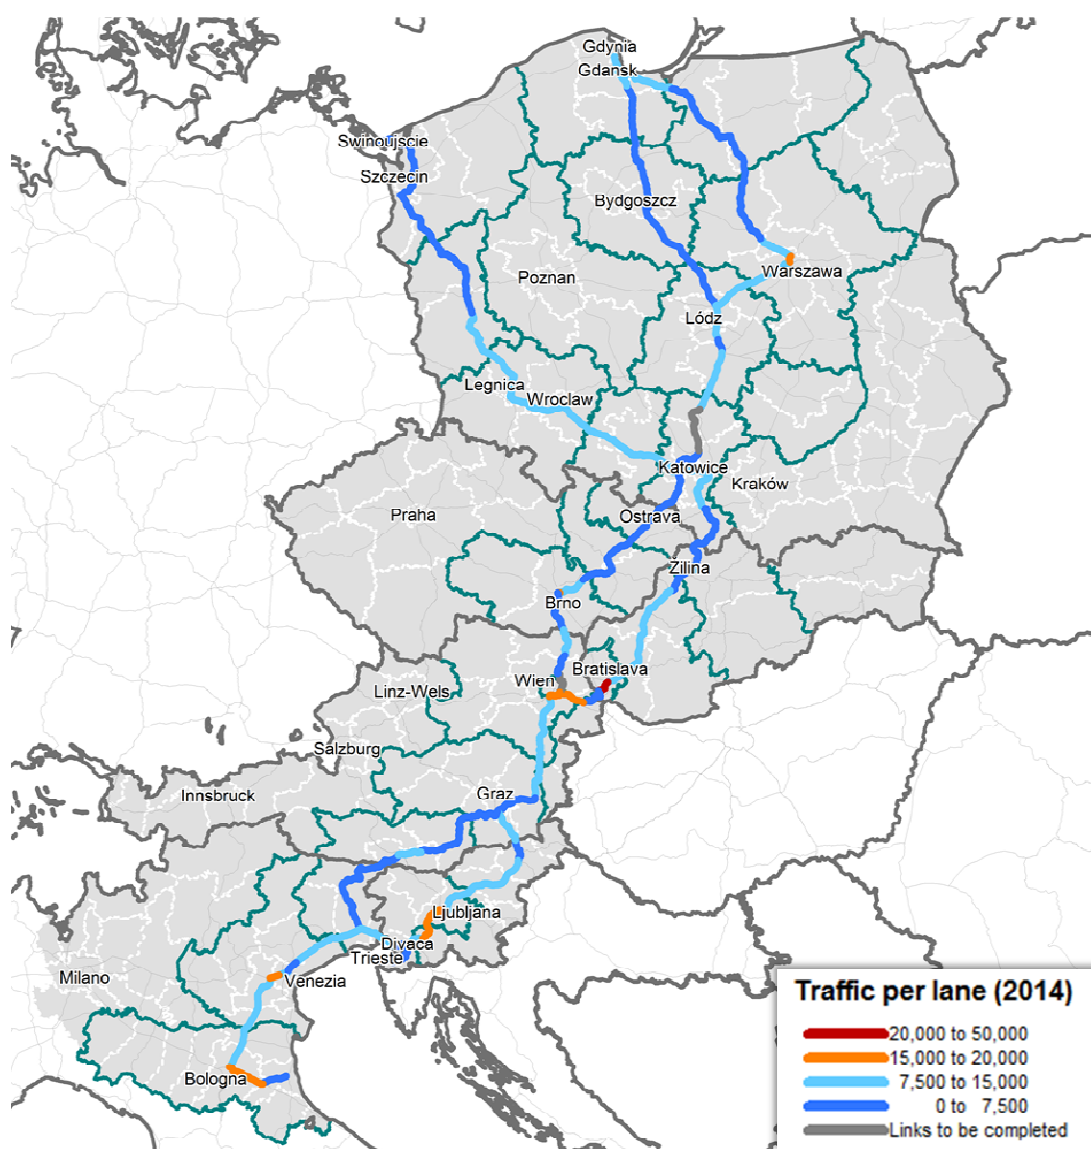 Gdynia
Gdansk
Swinoujscie
Szczecin
Bydgoszcz
Poznan
Warszawa
Lódz
Legnica
Wroclaw
Katowice
Kraków
Praha
Ostrava
Žilina
Brno
Bratislava
Wien
Linz-Wels
Salzburg
Innsbruck
Graz
Ljubljana
Divaca
Trieste
Milano
Venezia
Bologna
Traffic per lane (2014)
20,000 to 50,000
15,000 to 20,000
7,500 to 15,000
0 to 7,500
Links to be completed